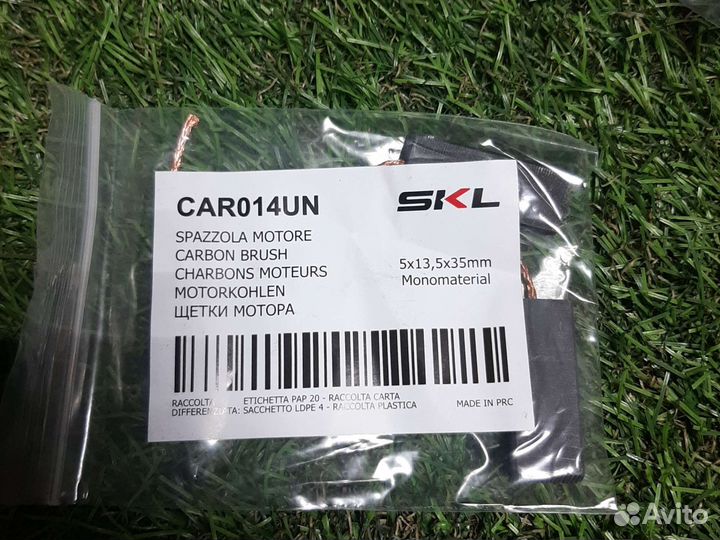 CAR014UN
SKL
SPAZZOLA MOTORE
CARBON BRUSH
CHARBONS MOTEURS
MOTORKOHLEN
ЩЕТКИ МОТОРА
5x13,5x35mm
Monomaterial
RACCOLTA ETICHETTA PAP 20 - RACCOLTA CARTA
DIFFERENZIATA: SACCHETTO LDPE 4 - RACCOLTA PLASTICA
MADE IN PRC
Avito